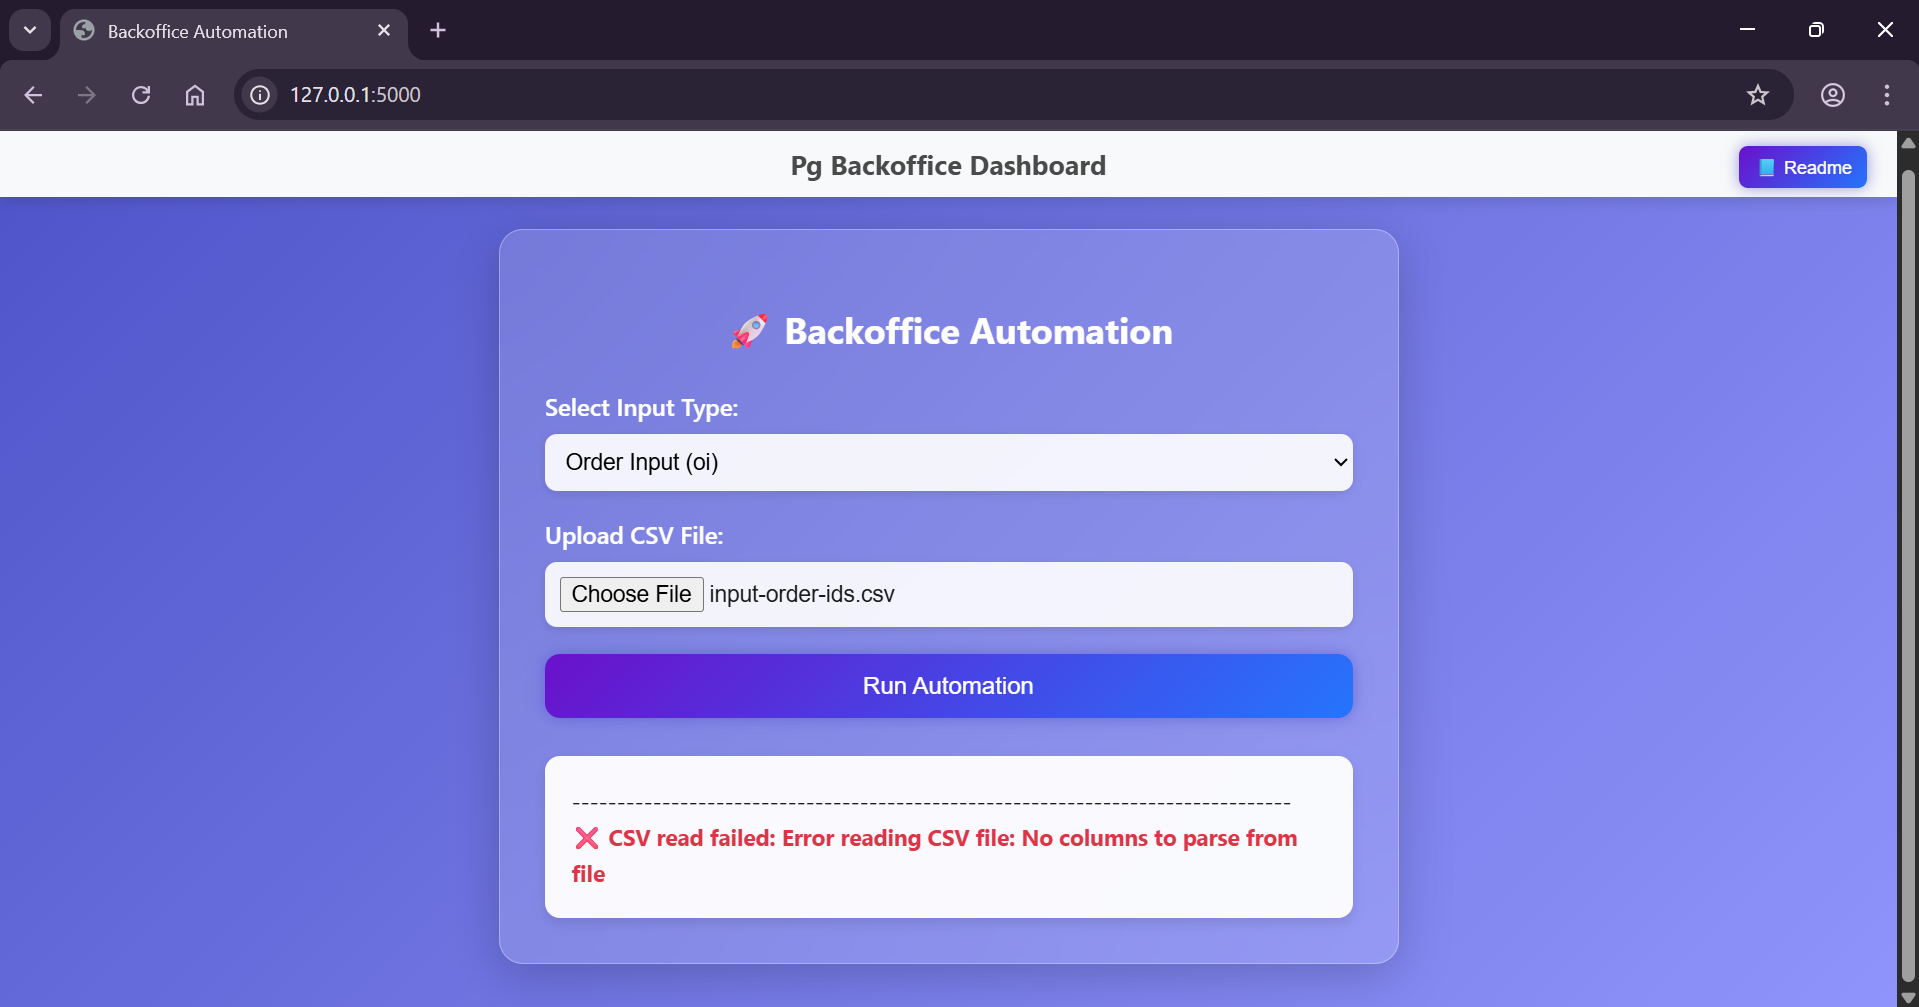 Backoffice Automation
127.0.0.1:5000
Pg Backoffice Dashboard
Readme
Backoffice Automation
Select Input Type:
Order Input (oi)
Upload CSV File:
Choose File input-order-ids.csv
Run Automation
--------------------------------------------------------------------------------
❌ CSV read failed: Error reading CSV file: No columns to parse from
file